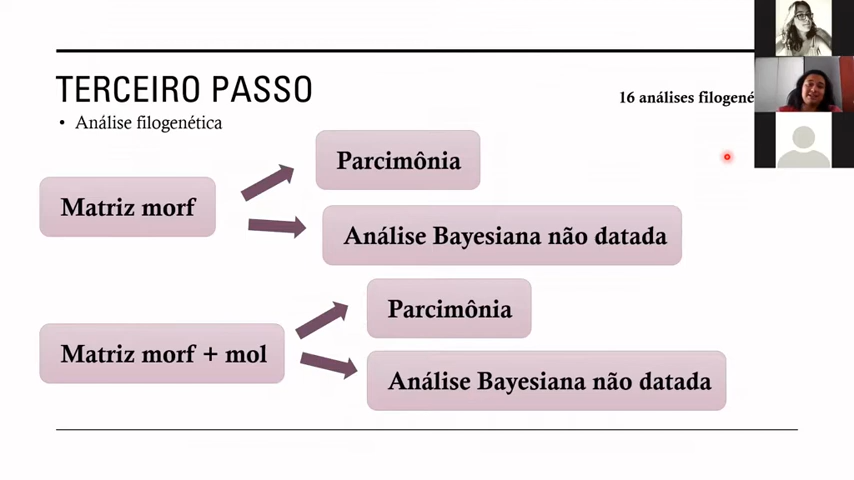 TERCEIRO PASSO
16 análises filogené
• Análise filogenética
Parcimônia
Matriz morf
Análise Bayesiana não datada
Parcimônia
Matriz morf + mol
Análise Bayesiana não datada